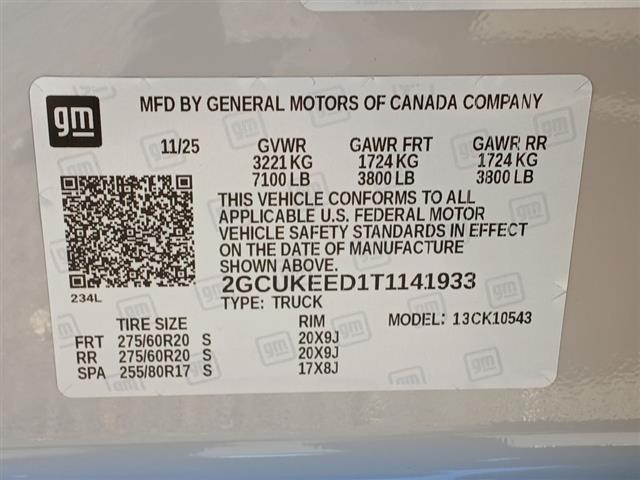 gm
MFD BY GENERAL MOTORS OF CANADA COMPANY
11/25 GVWR GAWR FRT GAWR RR
3221 KG 1724 KG 1724 KG
7100 LB 3800 LB 3800 LB
THIS VEHICLE CONFORMS TO ALL
APPLICABLE U.S. FEDERAL MOTOR
VEHICLE SAFETY STANDARDS IN EFFECT
ON THE DATE OF MANUFACTURE
SHOWN ABOVE.
234L
2GCUKEED1T1141933
TYPE: TRUCK
TIRE SIZE RIM MODEL: 13CK10543
FRT 275/60R20 S 20X9J
RR 275/60R20 S 20X9J
SPA 255/80R17 S 17X8J